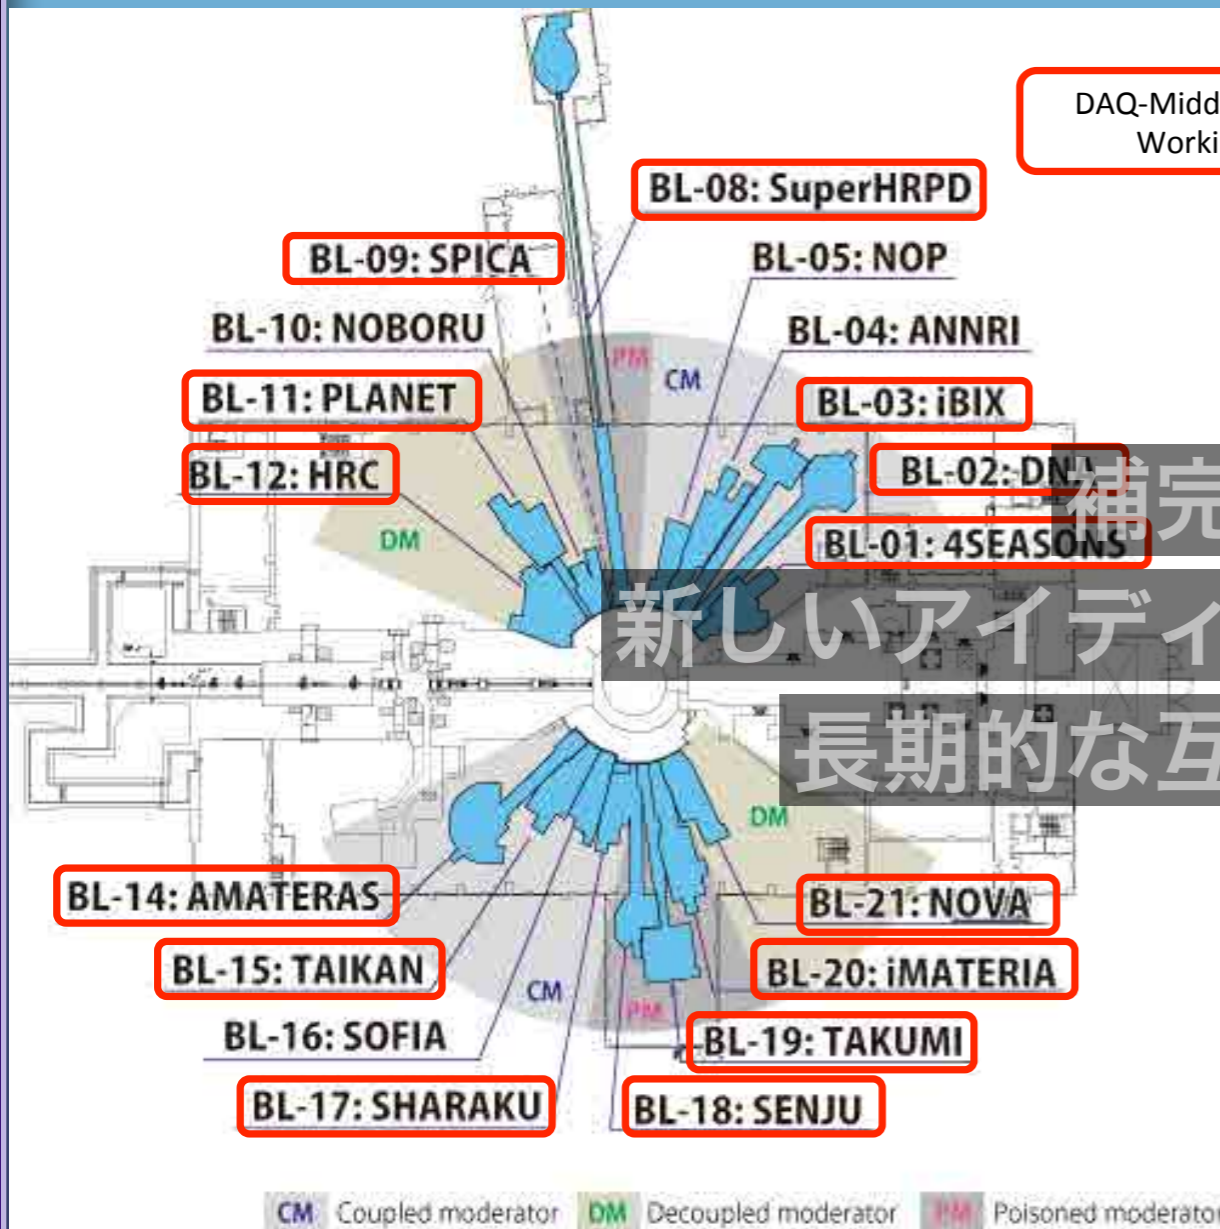 DAQ-Midd
Worki
BL-08: SuperHRPD
BL-09: SPICA
BL-05: NOP
BL-10: NOBORU
BL-04: ANNRI
PM
CM
BL-11: PLANET
BL-03: iBIX
BL-12: HRC
BL-02: DNA
補完
DM
BL-01: 4SEASONS
新しいアイディ
長期的な互
DM
BL-14: AMATERAS
BL-21: NOVA
BL-15: TAIKAN
BL-20: iMATERIA
CM
PM
BL-16: SOFIA
BL-19: TAKUMI
BL-17: SHARAKU
BL-18: SENJU
CM Coupled moderator DM Decoupled moderator PM Poisoned moderator